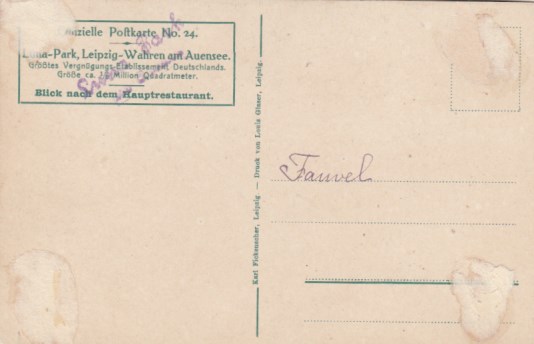 zielle Postkarte No. 24.
Luna-Park, Leipzig-Wahren am Auensee.
Größtes Vergnügungs-Etablissement Deutschlands.
Größe ca. Million Quadratmeter.
Blick nach dem Hauptrestaurant.
Karl Fickenscher, Leipzig — Druck von Louis Glaser, Leipzig.
Fauvel